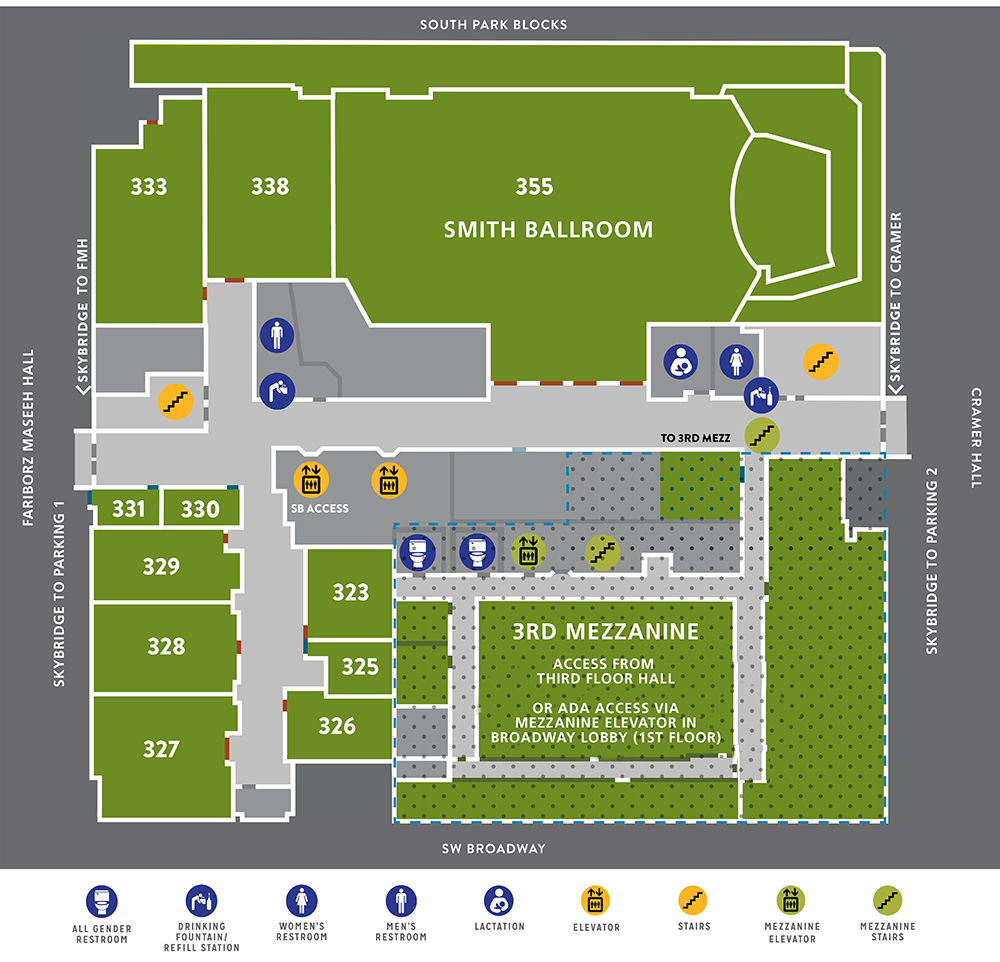 SOUTH PARK BLOCKS
333
338
355
SMITH BALLROOM
SKYBRIDGE TO FMH
SKYBRIDGE TO CRAMER
FARIBORZ MASEEH HALL
CRAMER HALL
TO 3RD MEZZ
SB ACCESS
331
330
SKYBRIDGE TO PARKING 1
SKYBRIDGE TO PARKING 2
329
323
328
325
326
327
3RD MEZZANINE
ACCESS FROM
THIRD FLOOR HALL
OR ADA ACCESS VIA
MEZZANINE ELEVATOR IN
BROADWAY LOBBY (1ST FLOOR)
SW BROADWAY
ALL GENDER
RESTROOM
DRINKING
FOUNTAIN/
REFILL STATION
WOMEN'S
RESTROOM
MEN'S
RESTROOM
LACTATION
ELEVATOR
STAIRS
MEZZANINE
ELEVATOR
MEZZANINE
STAIRS